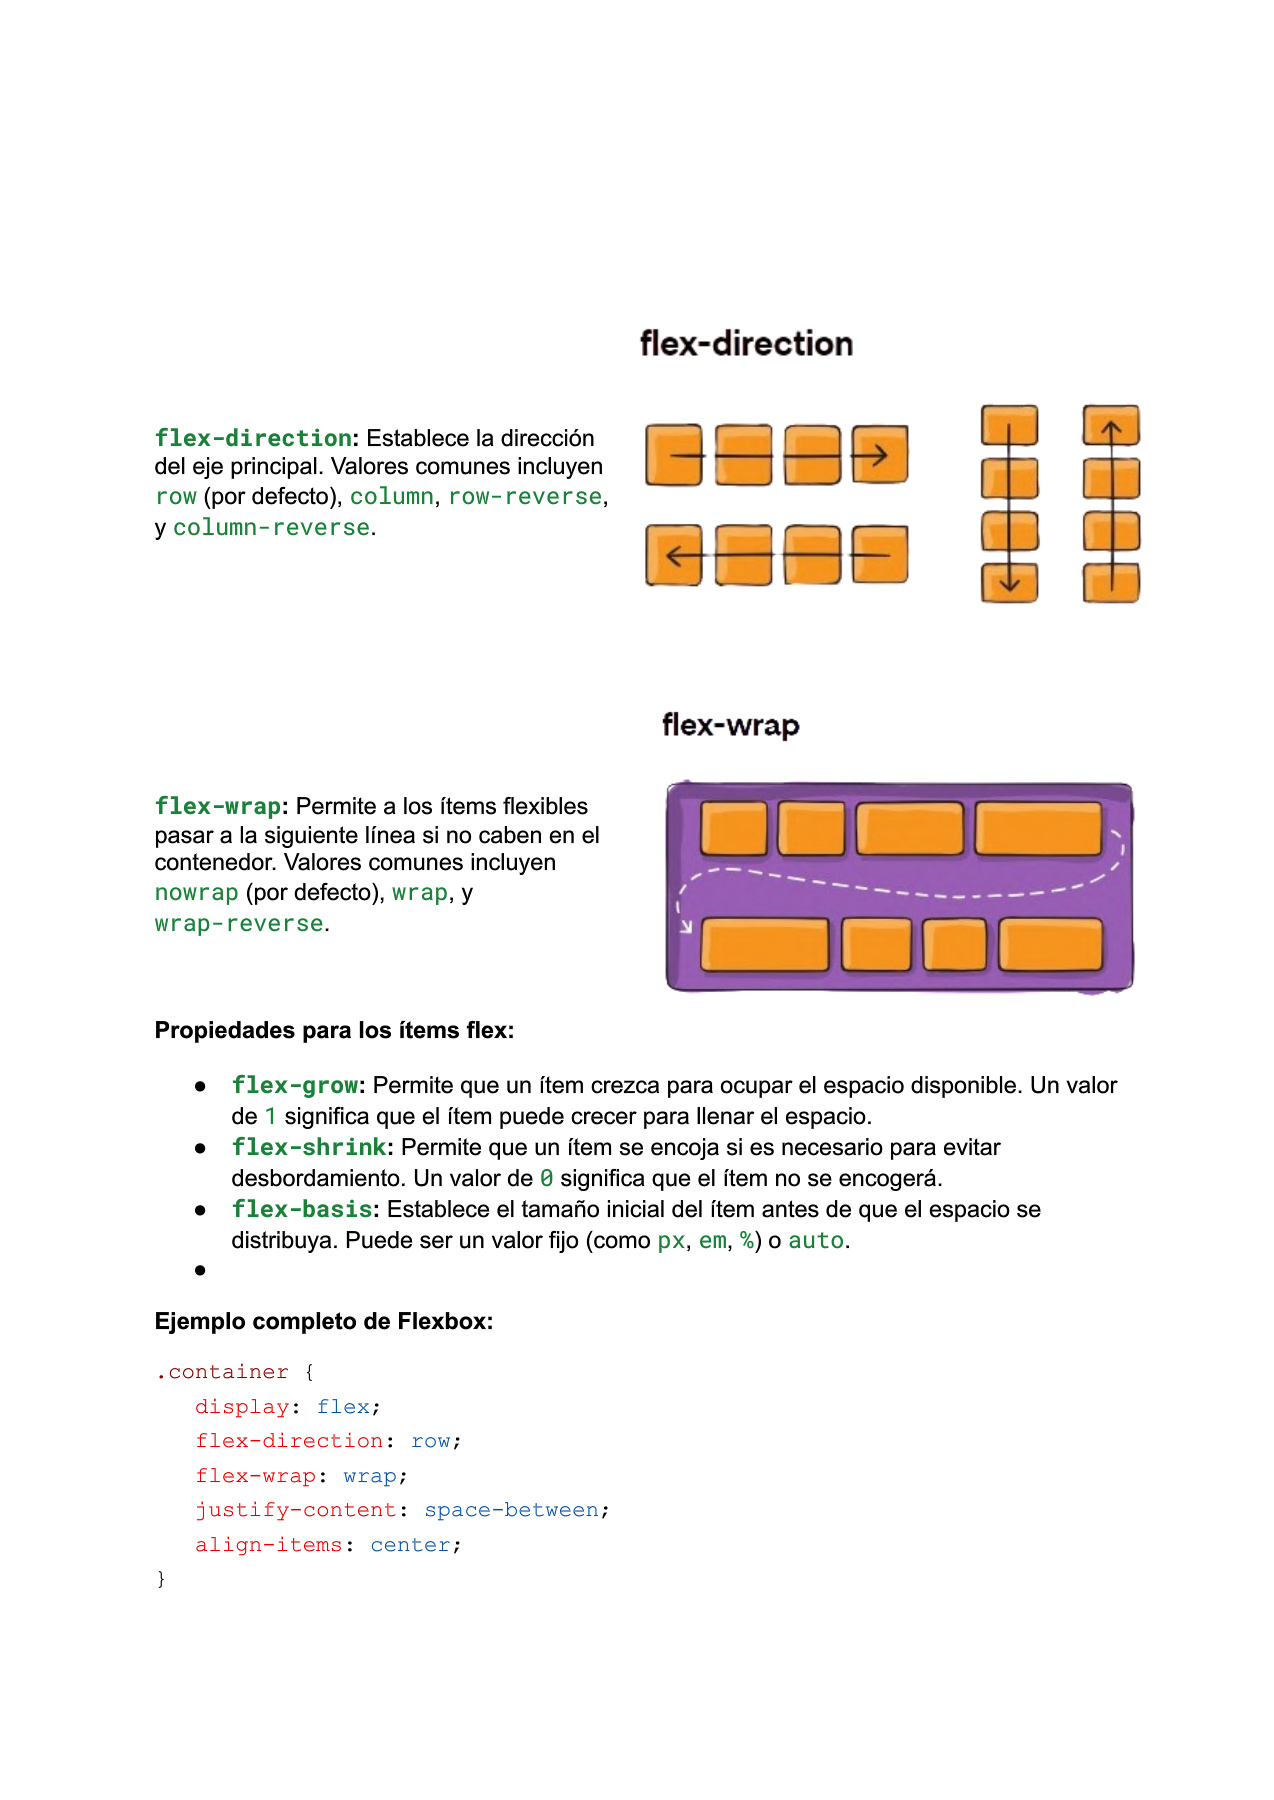 flex-direction
flex-direction: Establece la dirección
del eje principal. Valores comunes incluyen
row (por defecto), column, row-reverse,
y column-reverse.
flex-wrap
flex-wrap: Permite a los ítems flexibles
pasar a la siguiente línea si no caben en el
contenedor. Valores comunes incluyen
nowrap (por defecto), wrap, y
wrap-reverse.
Propiedades para los ítems flex:
● flex-grow: Permite que un ítem crezca para ocupar el espacio disponible. Un valor
de 1 significa que el ítem puede crecer para llenar el espacio.
● flex-shrink: Permite que un ítem se encoja si es necesario para evitar
desbordamiento. Un valor de 0 significa que el ítem no se encogerá.
● flex-basis: Establece el tamaño inicial del ítem antes de que el espacio se
distribuya. Puede ser un valor fijo (como px, em, %) o auto.
●
Ejemplo completo de Flexbox:
.container {
   display: flex;
   flex-direction: row;
   flex-wrap: wrap;
   justify-content: space-between;
   align-items: center;
}